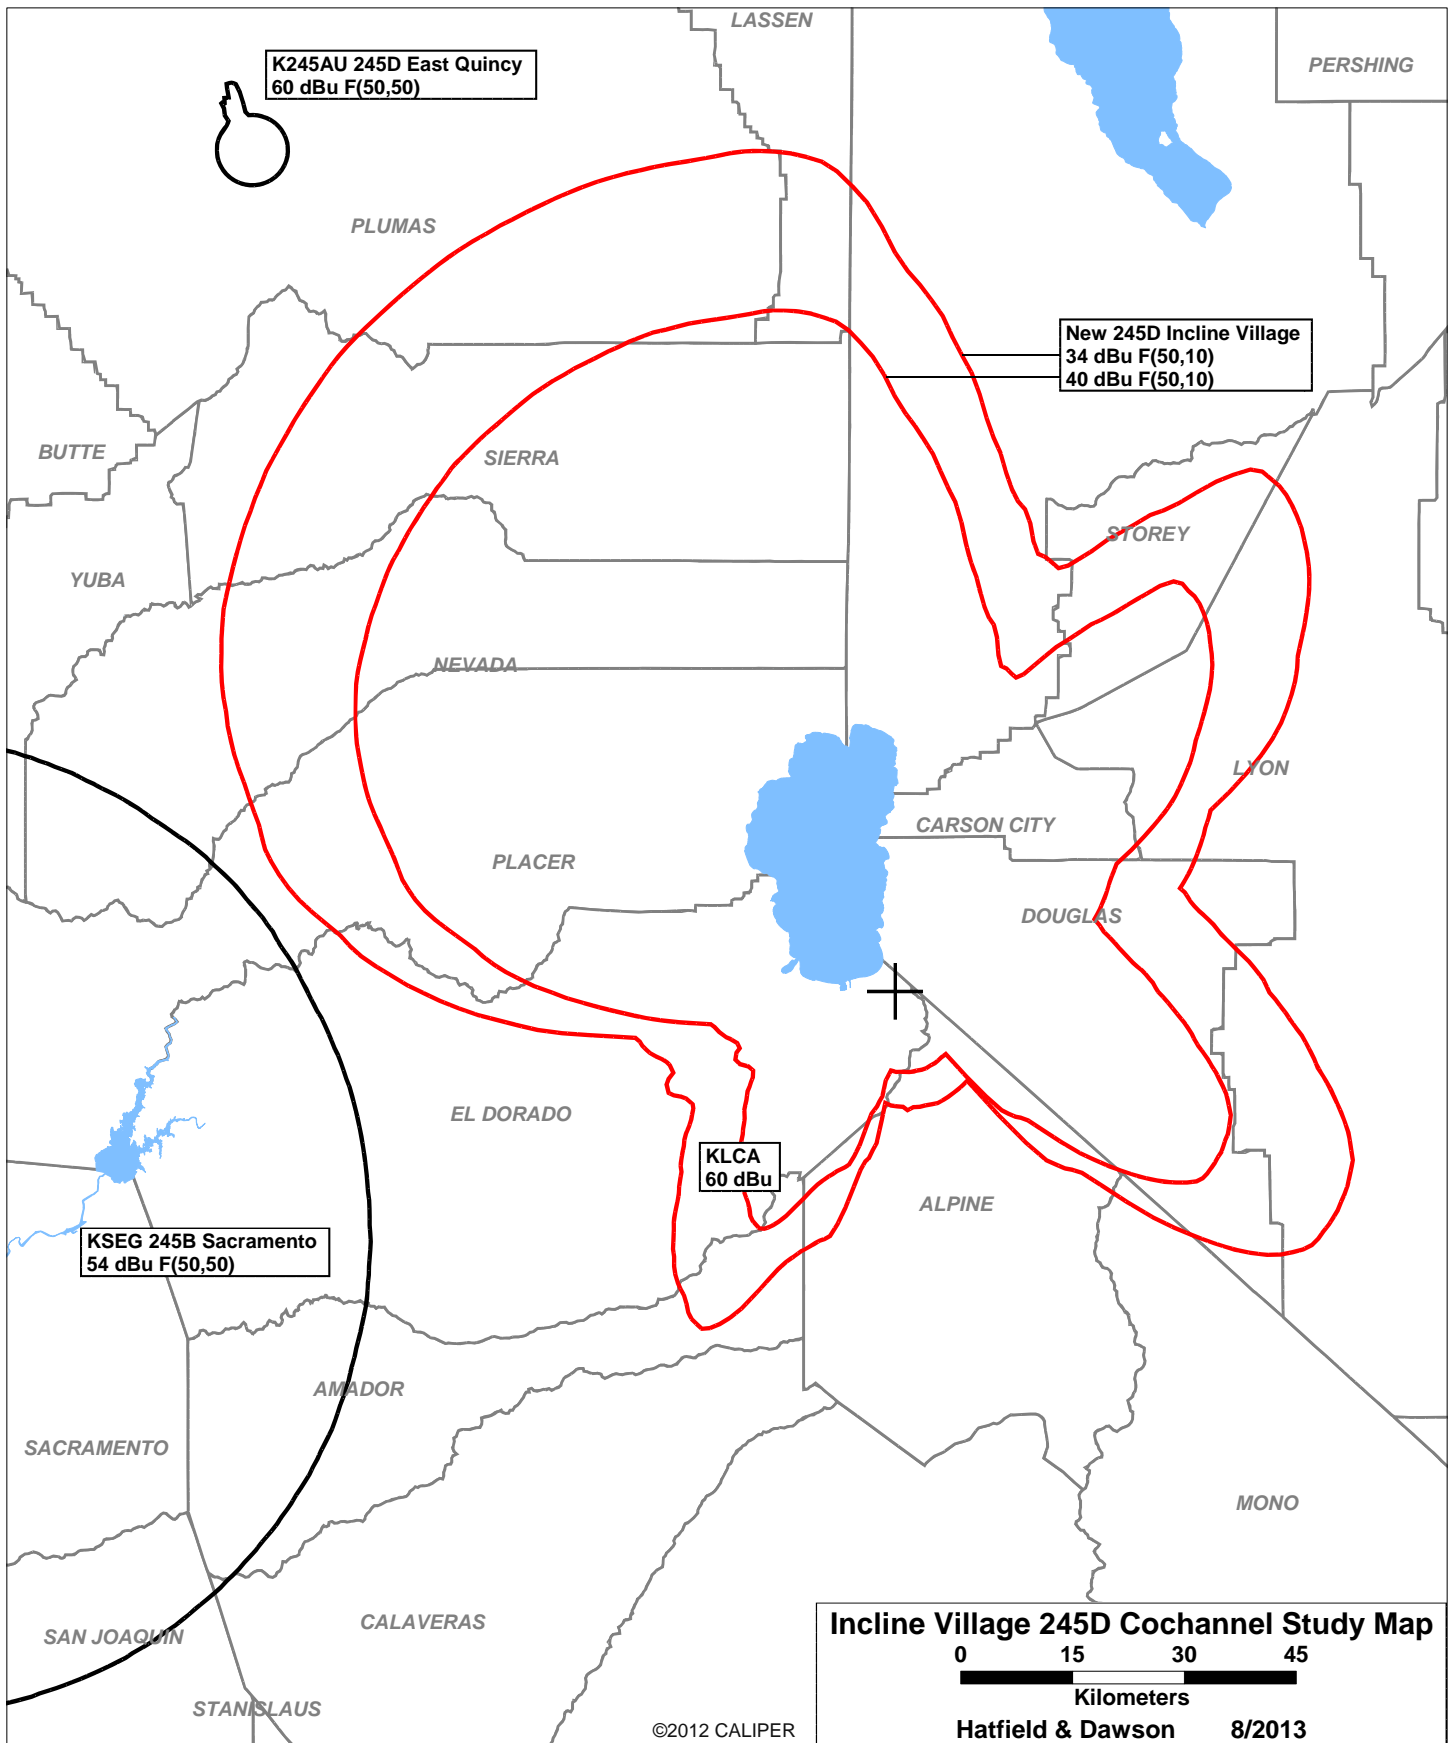 LASSEN
K245AU 245D East Quincy
60 dBu F(50,50)
PERSHING
PLUMAS
New 245D Incline Village
34 dBu F(50,10)
40 dBu F(50,10)
BUTTE
SIERRA
STOREY
YUBA
NEVADA
LYON
CARSON CITY
PLACER
DOUGLAS
EL DORADO
KLCA
60 dBu
ALPINE
KSEG 245B Sacramento
54 dBu F(50,50)
AMADOR
SACRAMENTO
MONO
CALAVERAS
SAN JOAQUIN
STANISLAUS
©2012 CALIPER
Incline Village 245D Cochannel Study Map
0 15 30 45
Kilometers
Hatfield & Dawson 8/2013